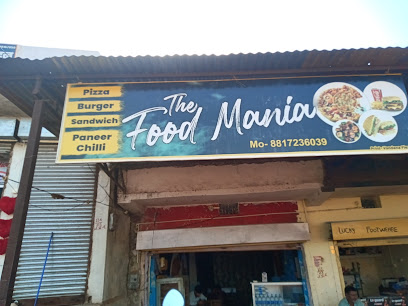 Pizza
Burger
Sandwich
Paneer
Chilli
The
Food Mania
Mo- 8817236039
LUCKY FOOTWARE